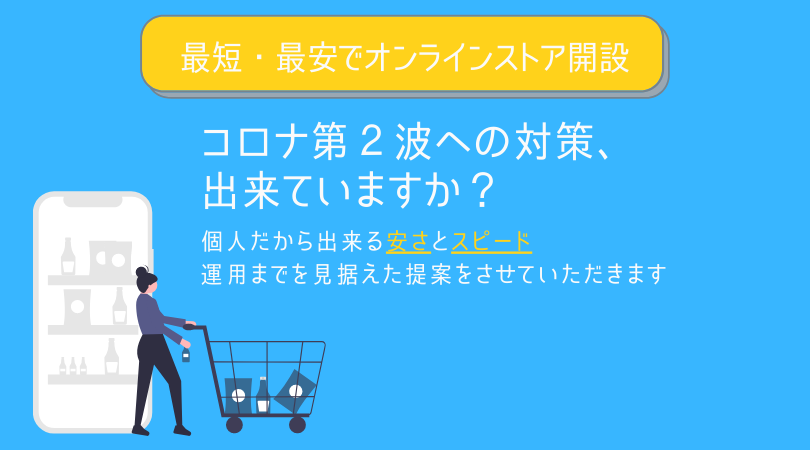 最短・最安でオンラインストア開設
コロナ第2波への対策、
出来ていますか？
個人だから出来る安さとスピード
運用までを見据えた提案をさせていただきます